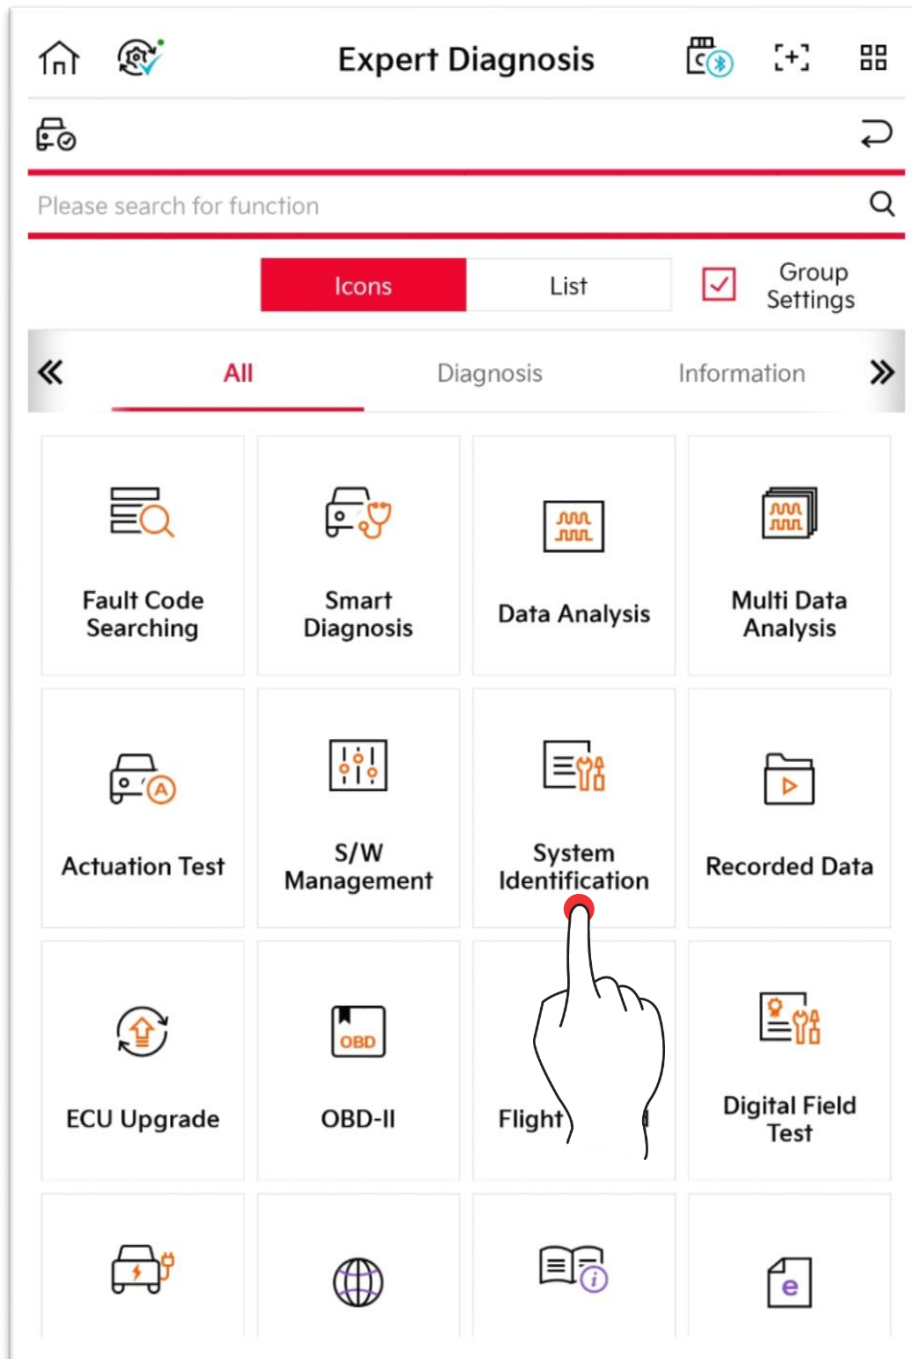 Expert Diagnosis
Please search for function
Icons
List
Group
Settings
All
Diagnosis
Information
Fault Code
Searching
Smart
Diagnosis
Data Analysis
Multi Data
Analysis
Actuation Test
S/W
Management
System
Identification
Recorded Data
ECU Upgrade
OBD
OBD-II
Flight
Digital Field
Test